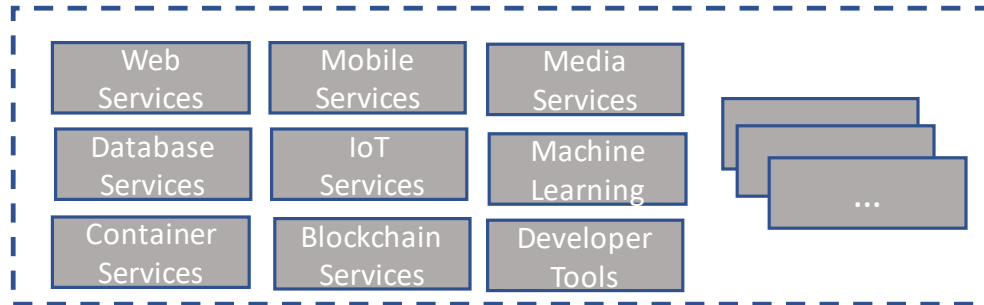 Web
Services
Mobile
Services
Media
Services
Database
Services
IoT
Services
Machine
Learning
Container
Services
Blockchain
Services
Developer
Tools
...